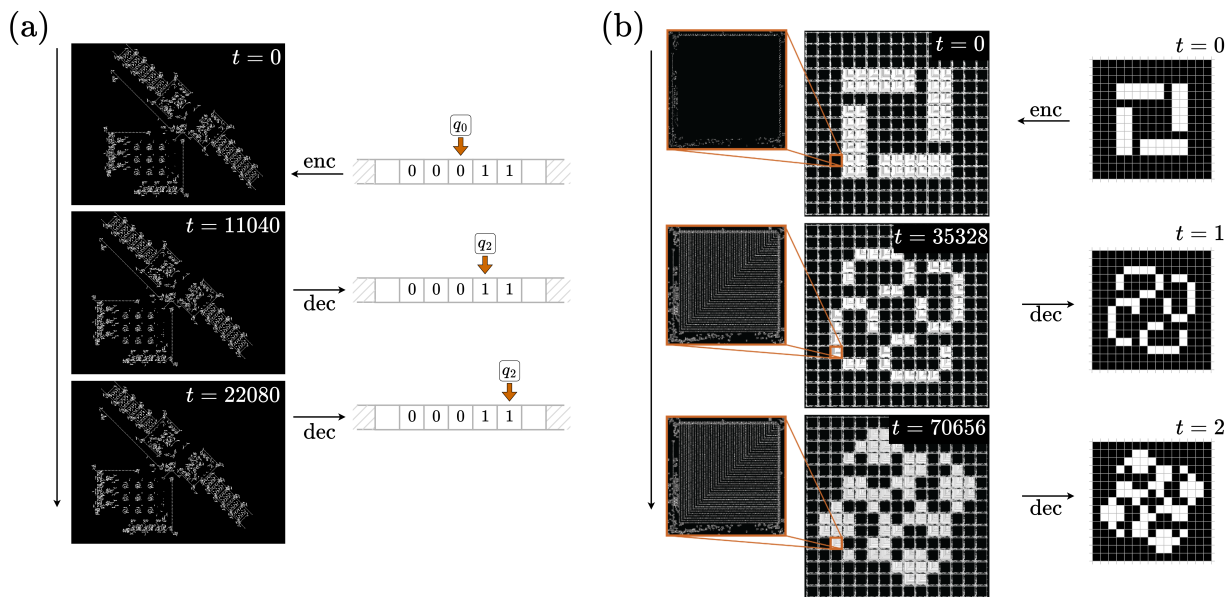 (a)
t = 0
q0
enc
0 0 0 1 1
t = 11040
q2
0 0 0 1 1
dec
t = 22080
q2
0 0 0 1 1
dec
(b)
t = 0
t = 0
enc
t = 35328
t = 1
dec
t = 70656
t = 2
dec